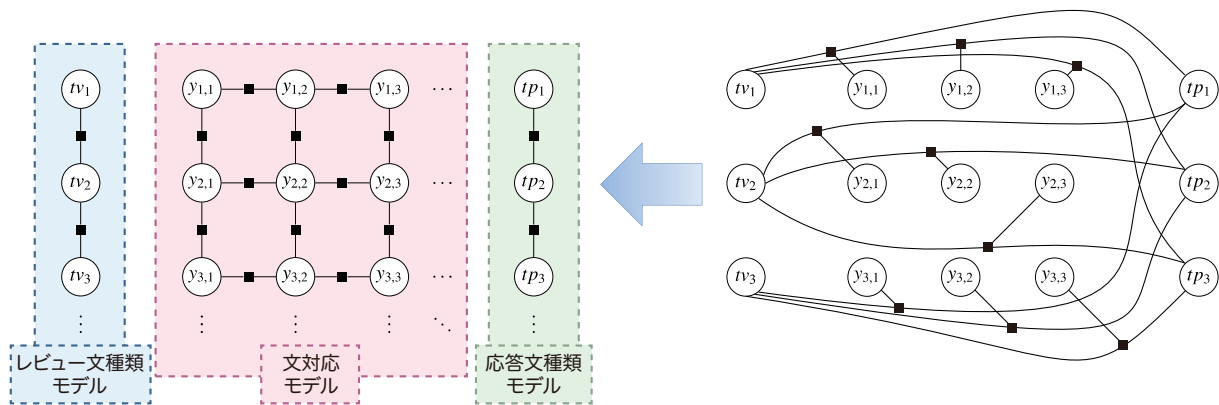 tv1 y1,1 y1,2 y1,3 … tp1
tv2 y2,1 y2,2 y2,3 … tp2
tv3 y3,1 y3,2 y3,3 … tp3
⋮ ⋮ ⋮ ⋮ ⋱ ⋮
レビュー文種類
モデル
文対応
モデル
応答文種類
モデル
tv1 y1,1 y1,2 y1,3 tp1
tv2 y2,1 y2,2 y2,3 tp2
tv3 y3,1 y3,2 y3,3 tp3